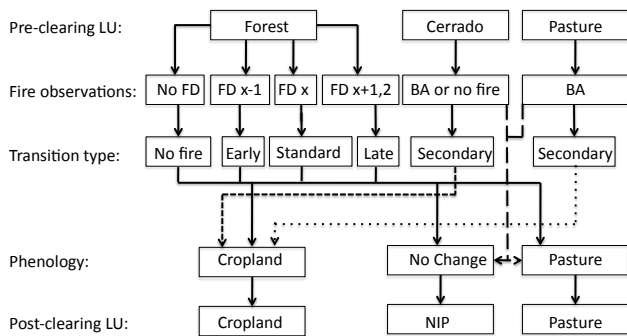 Pre-clearing LU: Forest Cerrado Pasture
Fire observations: No FD FD x-1 FD x FD x+1,2 BA or no fire BA
Transition type: No fire Early Standard Late Secondary Secondary
Phenology: Cropland No Change Pasture
Post-clearing LU: Cropland NIP Pasture